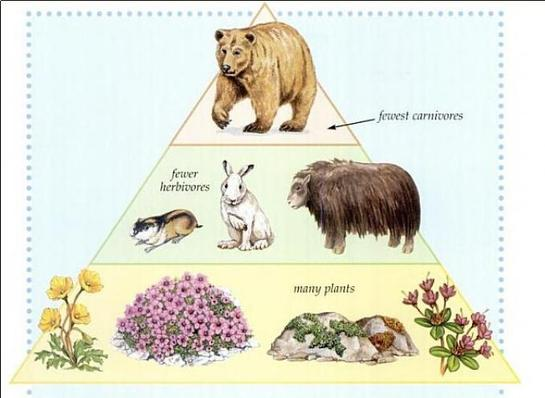 fewest carnivores
fewer
herbivores
many plants